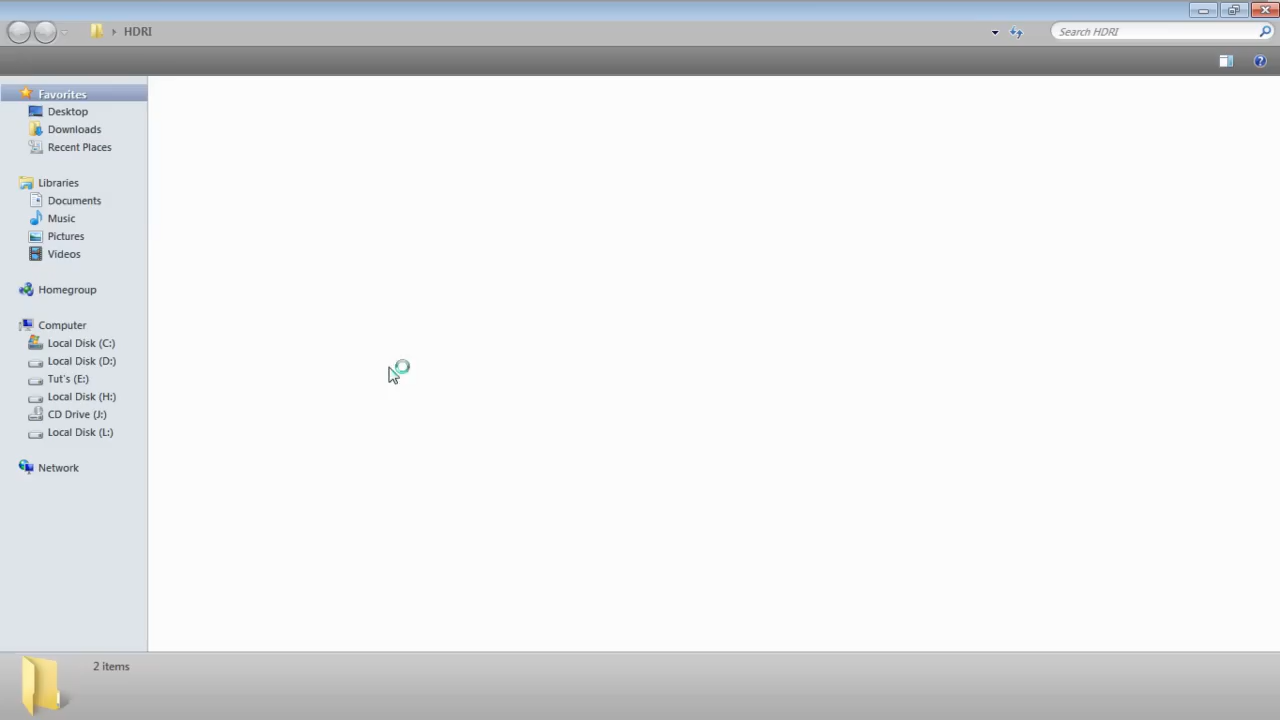 HDRI
Search HDRI
Favorites
Desktop
Downloads
Recent Places
Libraries
Documents
Music
Pictures
Videos
Homegroup
Computer
Local Disk (C:)
Local Disk (D:)
Tut's (E:)
Local Disk (H:)
CD Drive (J:)
Local Disk (L:)
Network
2 items